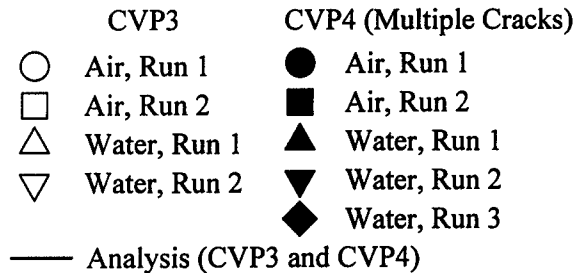 CVP3 CVP4 (Multiple Cracks)
Air, Run 1 Air, Run 1
Air, Run 2 Air, Run 2
Water, Run 1 Water, Run 1
Water, Run 2 Water, Run 2
Water, Run 3
Analysis (CVP3 and CVP4)